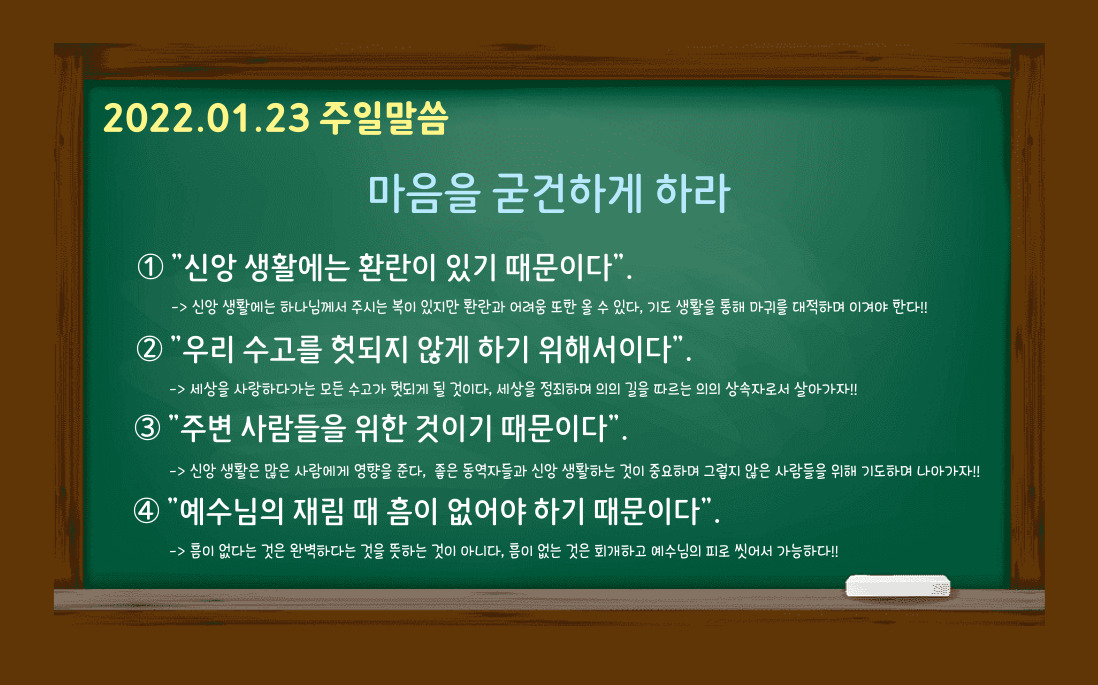 2022.01.23 주일말씀
마음을 굳건하게 하라
① ”신앙 생활에는 환란이 있기 때문이다”.
-> 신앙 생활에는 하나님께서 주시는 복이 있지만 환란과 어려움 또한 올 수 있다, 기도 생활을 통해 마귀를 대적하며 이겨야 한다!!
② ”우리 수고를 헛되지 않게 하기 위해서이다”.
-> 세상을 사랑하다가는 모든 수고가 헛되게 될 것이다, 세상을 정죄하며 의의 길을 따르는 의의 상속자로서 살아가자!!
③ ”주변 사람들을 위한 것이기 때문이다”.
-> 신앙 생활은 많은 사람에게 영향을 준다, 좋은 동역자들과 신앙 생활하는 것이 중요하며 그렇지 않은 사람들을 위해 기도하며 나아가자!!
④ ”예수님의 재림 때 흠이 없어야 하기 때문이다”.
-> 흠이 없다는 것은 완벽하다는 것을 뜻하는 것이 아니다, 흠이 없는 것은 회개하고 예수님의 피로 씻어서 가능하다!!